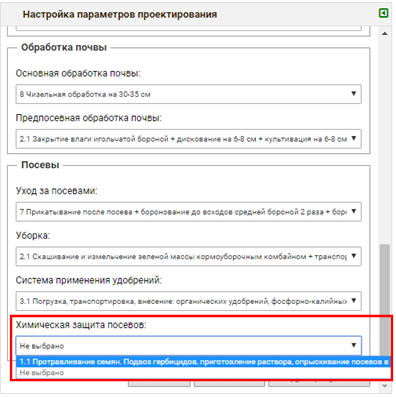 Настройка параметров проектирования
Обработка почвы
Основная обработка почвы:
8 Чизельная обработка на 30-35 см
Предпосевная обработка почвы:
2.1 Закрытие влаги игольчатой бороной + дискование на 6-8 см + культивация на 6-8 см
Посевы
Уход за посевами:
7 Прикатывание после посева + боронование до всходов средней бороной 2 раза + бор
Уборка:
2.1 Скашивание и измельчение зеленой массы кормоуборочным комбайном + транспор
Система применения удобрений:
3.1 Погрузка, транспортировка, внесение: органических удобрений, фосфорно-калийных
Химическая защита посевов:
Не выбрано
1.1 Протравливание семян. Подвоз гербицидов, приготовление раствора, опрыскивание посевов в
Не выбрано